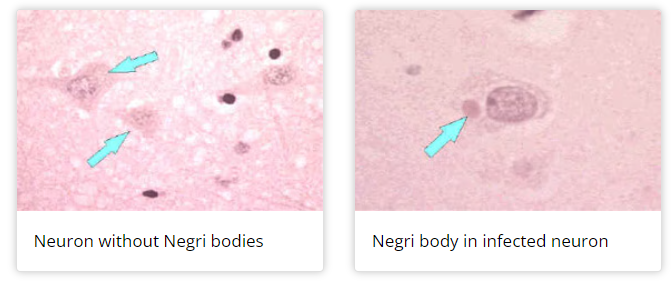 Neuron without Negri bodies
Negri body in infected neuron